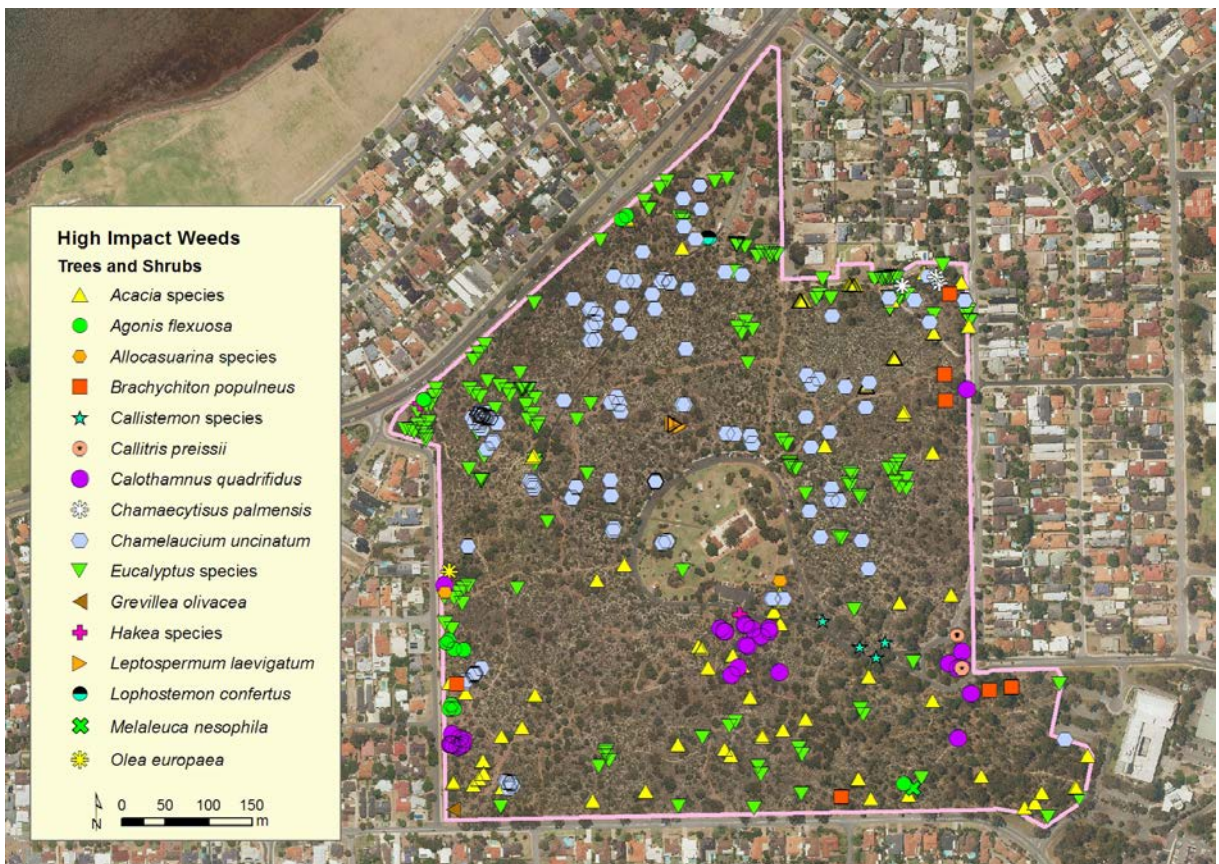 High Impact Weeds
Trees and Shrubs
Acacia species
Agonis flexuosa
Allocasuarina species
Brachychiton populneus
Callistemon species
Callitris preissii
Calothamnus quadrifidus
Chamaecytisus palmensis
Chamelaucium uncinatum
Eucalyptus species
Grevillea olivacea
Hakea species
Leptospermum laevigatum
Lophostemon confertus
Melaleuca nesophila
Olea europaea
N
0 50 100 150
m